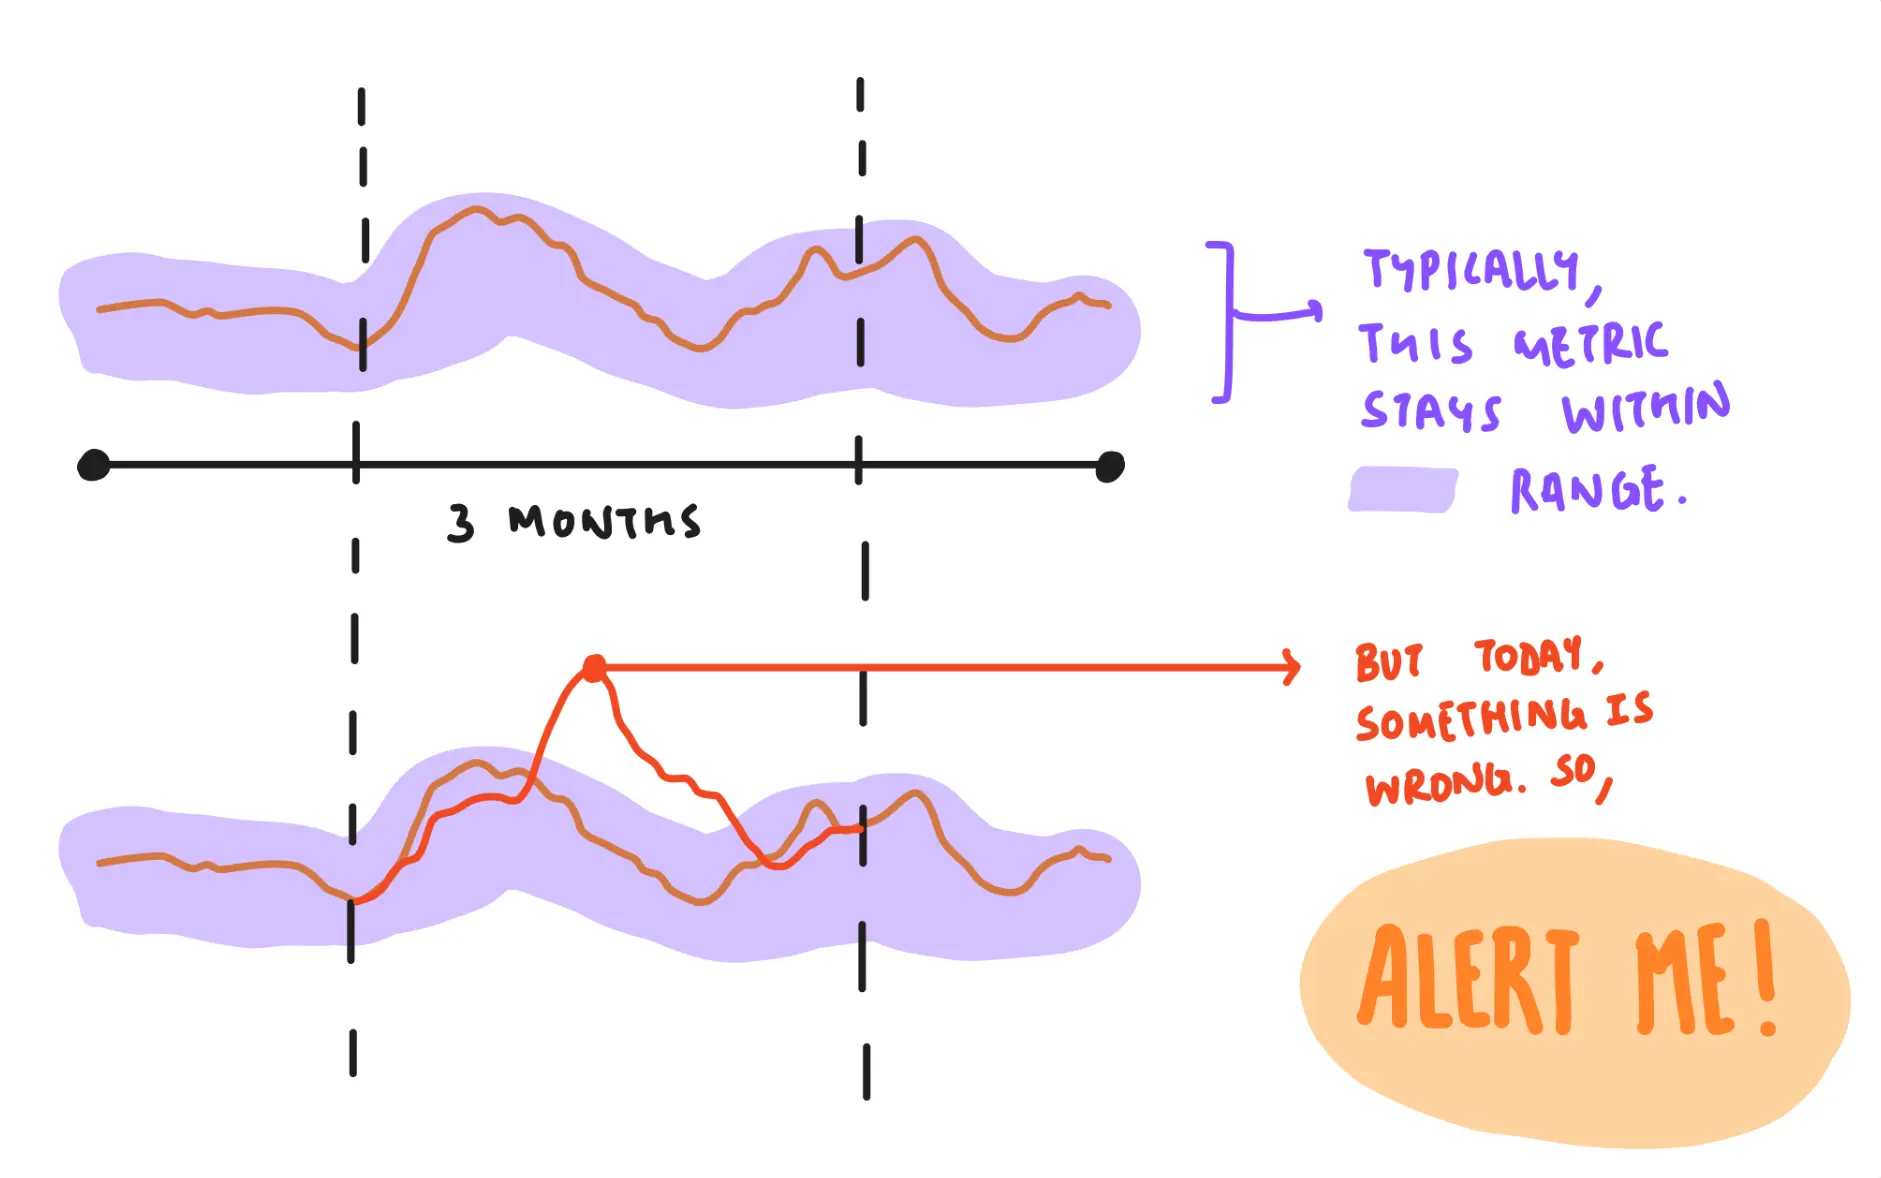 TYPICALLY,
THIS METRIC
STAYS WITHIN
RANGE.
3 MONTHS
BUT TODAY,
SOMETHING IS
WRONG. SO,
ALERT ME!